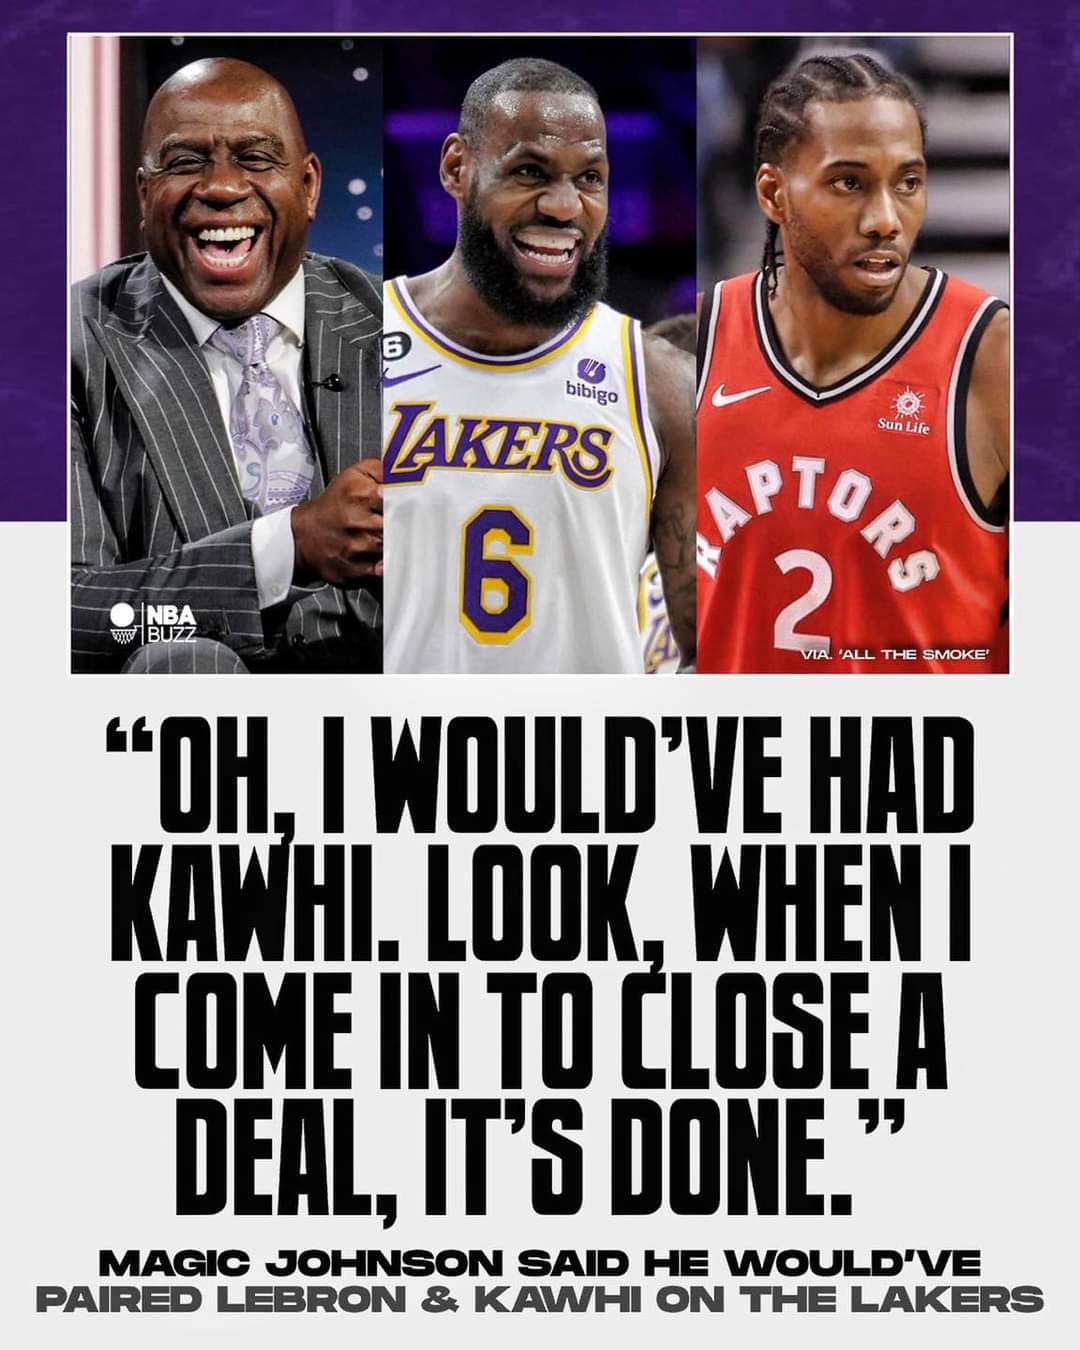 6
bibigo
LAKERS
6
Sun Life
RAPTORS
2
NBA
BUZZ
VIA. 'ALL THE SMOKE'
“OH, I WOULD’VE HAD
KAWHI. LOOK, WHEN I
COME IN TO CLOSE A
DEAL, IT’S DONE.”
MAGIC JOHNSON SAID HE WOULD'VE
PAIRED LEBRON & KAWHI ON THE LAKERS